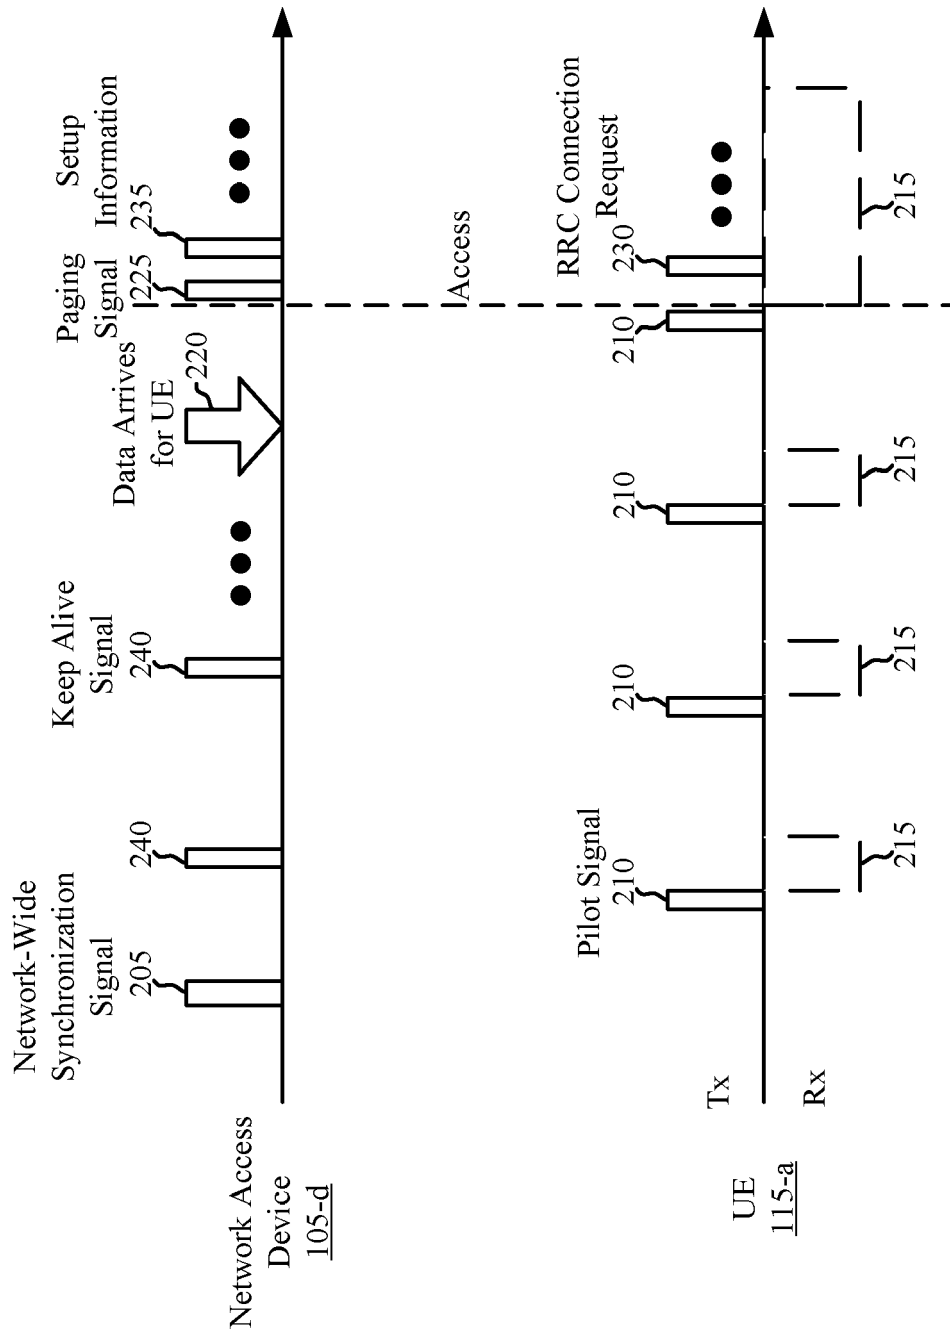 Network-Wide
Synchronization
Signal
205
240
Keep Alive
Signal
240
Data Arrives
for UE
220
Paging
Signal
225
Setup
Information
235
Network Access
Device
105-d
Access
Pilot Signal
210
210
210
210
RRC Connection
Request
230
Tx
Rx
UE
115-a
215
215
215
215